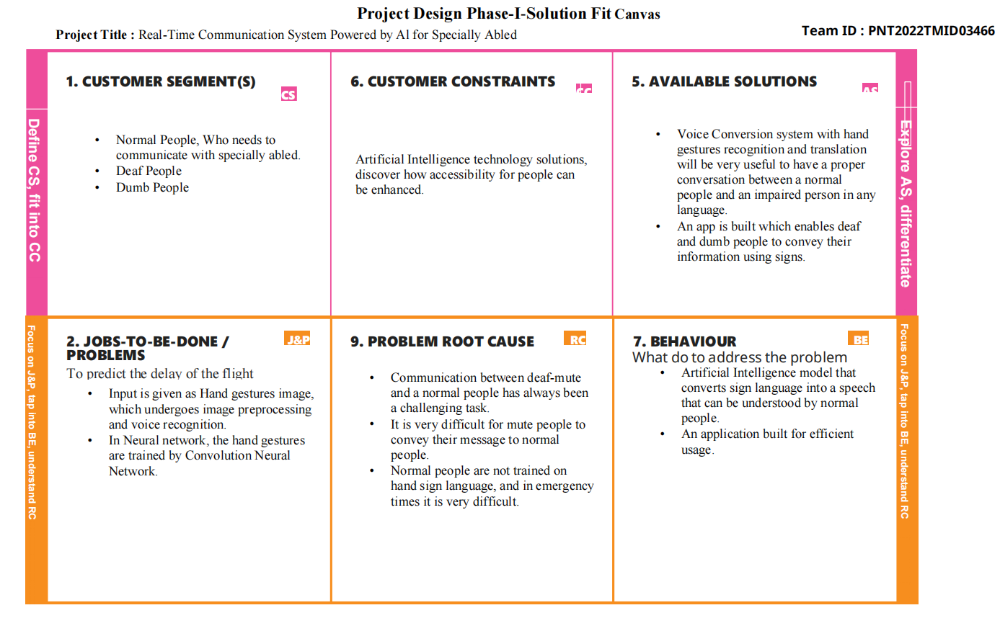 Project Design Phase-I-Solution Fit Canvas
Project Title : Real-Time Communication System Powered by AI for Specially Abled
Team ID : PNT2022TMID03466
Define CS, fit into CC
1. CUSTOMER SEGMENT(S)
CS
• Normal People, Who needs to
communicate with specially abled.
• Deaf People
• Dumb People
6. CUSTOMER CONSTRAINTS
CC
Artificial Intelligence technology solutions,
discover how accessibility for people can
be enhanced.
5. AVAILABLE SOLUTIONS
AS
• Voice Conversion system with hand
gestures recognition and translation
will be very useful to have a proper
conversation between a normal
people and an impaired person in any
language.
• An app is built which enables deaf
and dumb people to convey their
information using signs.
Explore AS, differentiate
Focus on J&P, tap into BE, understand RC
2. JOBS-TO-BE-DONE /
PROBLEMS
J&P
To predict the delay of the flight
• Input is given as Hand gestures image,
which undergoes image preprocessing
and voice recognition.
• In Neural network, the hand gestures
are trained by Convolution Neural
Network.
9. PROBLEM ROOT CAUSE
RC
• Communication between deaf-mute
and a normal people has always been
a challenging task.
• It is very difficult for mute people to
convey their message to normal
people.
• Normal people are not trained on
hand sign language, and in emergency
times it is very difficult.
7. BEHAVIOUR
BE
What do to address the problem
• Artificial Intelligence model that
converts sign language into a speech
that can be understood by normal
people.
• An application built for efficient
usage.
Focus on J&P, tap into BE, understand RC